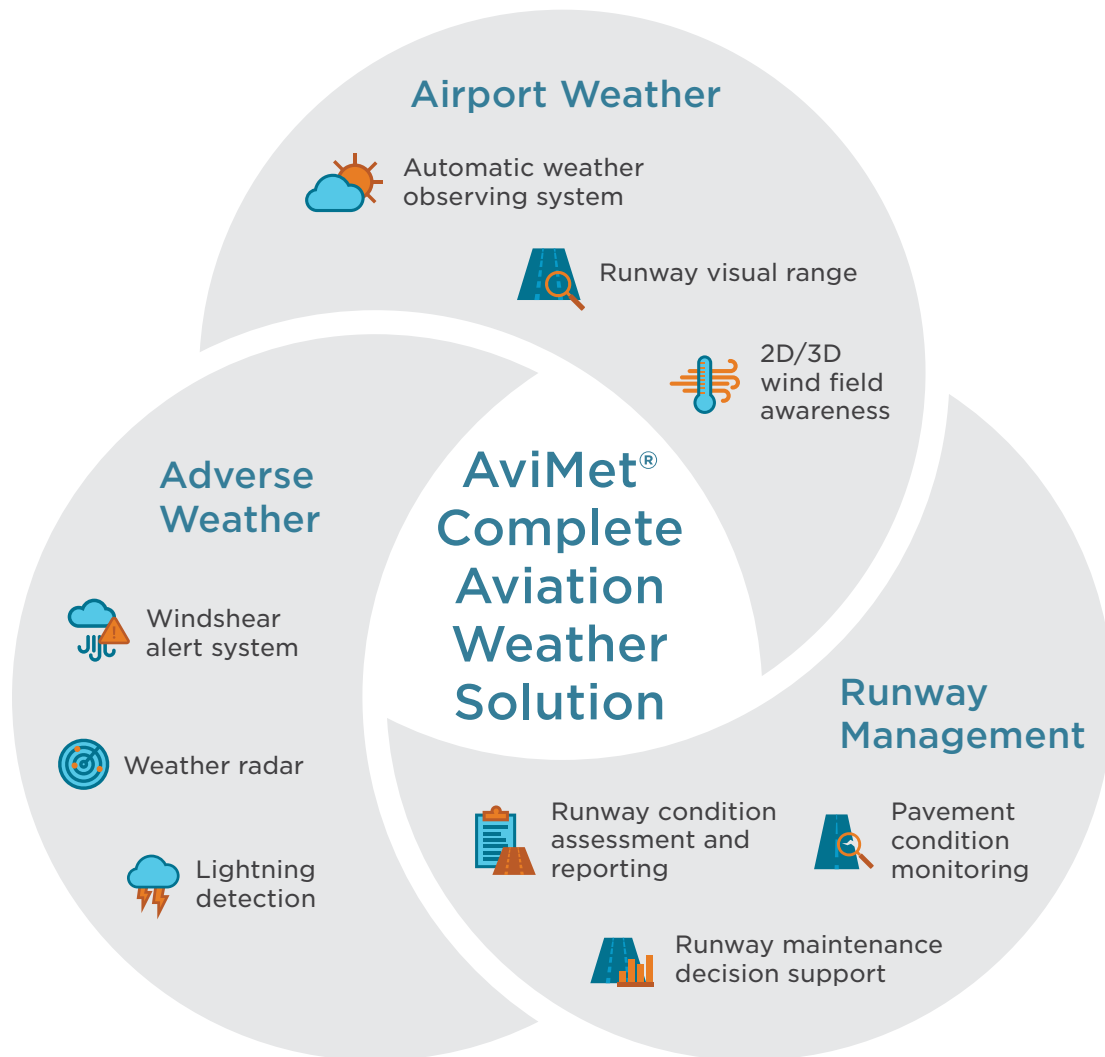 Airport Weather
Automatic weather
observing system
Runway visual range
2D/3D
wind field
awareness
Adverse
Weather
Windshear
alert system
Weather radar
Lightning
detection
AviMet®
Complete
Aviation
Weather
Solution
Runway
Management
Runway condition
assessment and
reporting
Pavement
condition
monitoring
Runway maintenance
decision support